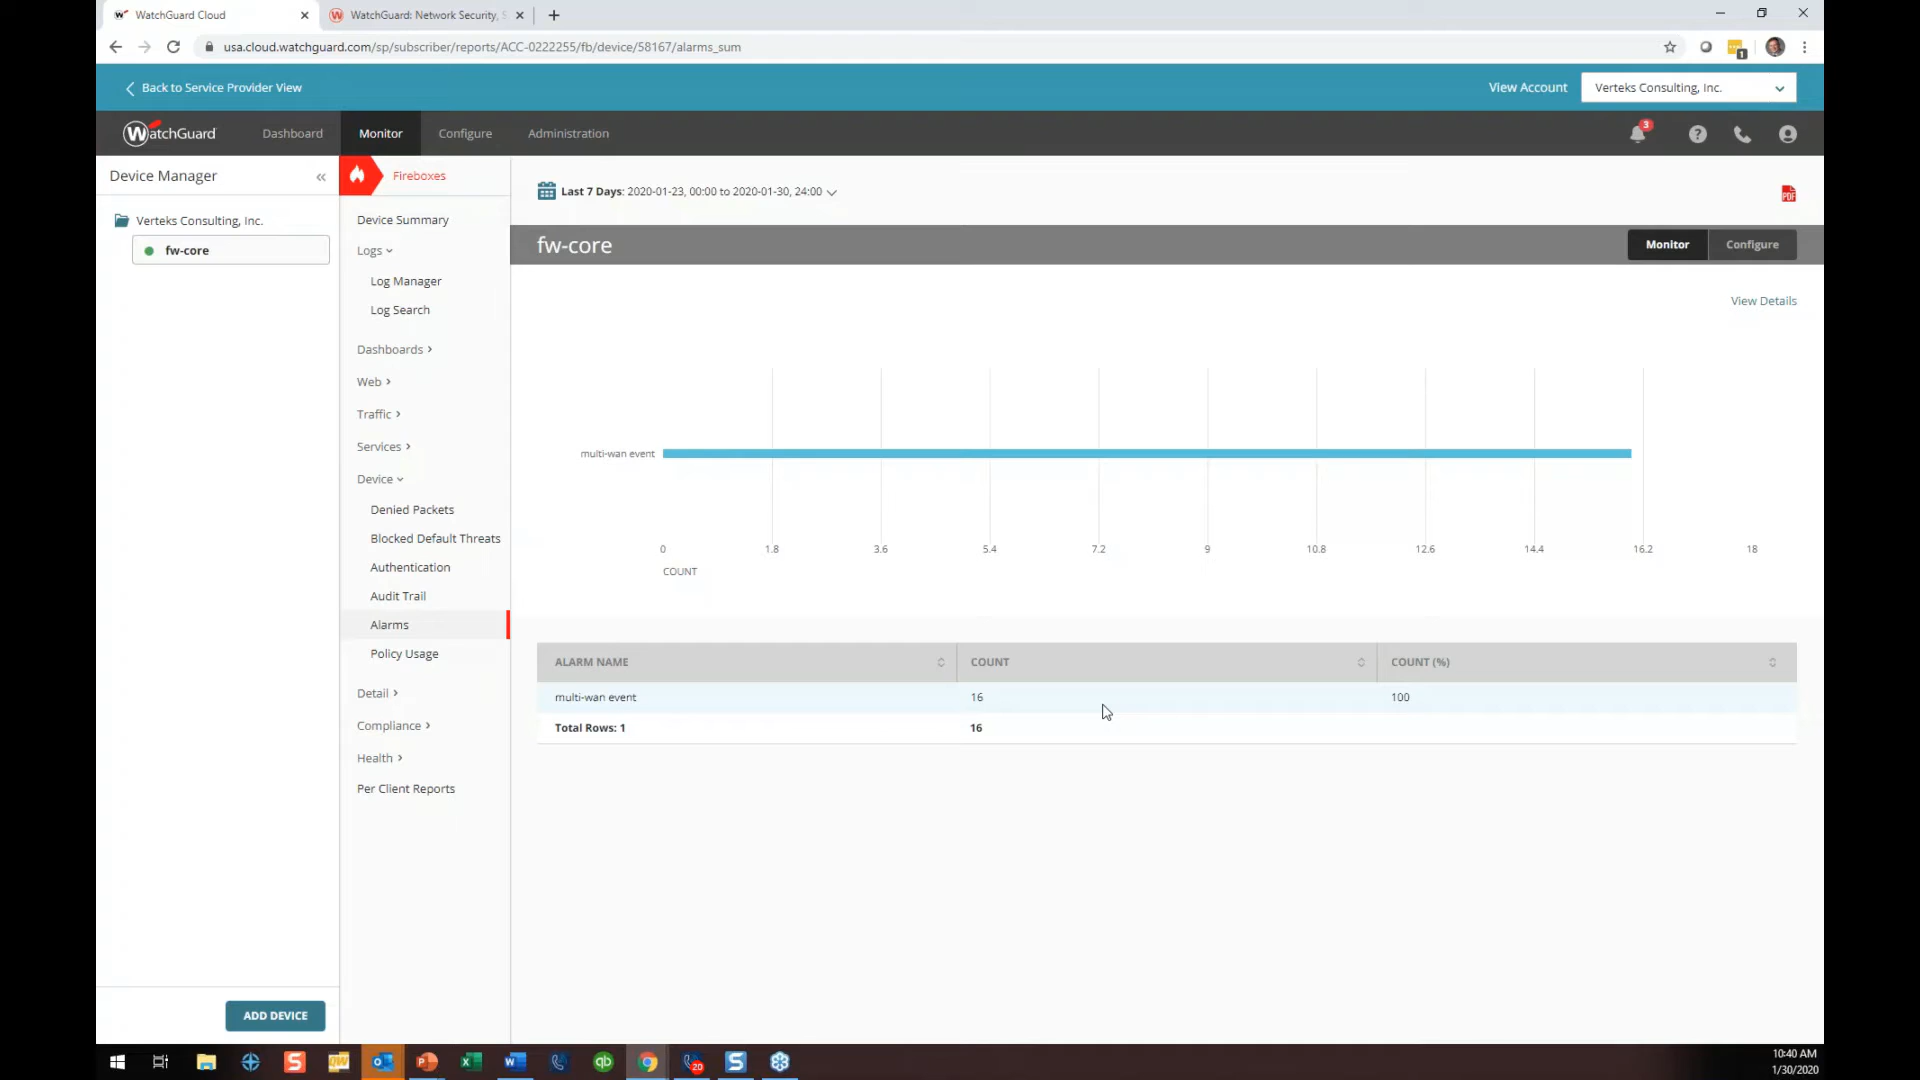 WatchGuard Cloud
WatchGuard: Network Security, S
usa.cloud.watchguard.com/sp/subscriber/reports/ACC-0222255/fb/device/58167/alarms_sum
1
Back to Service Provider View
View Account
Verteks Consulting, Inc.
WatchGuard
Dashboard
Monitor
Configure
Administration
3
Device Manager
Fireboxes
Last 7 Days: 2020-01-23, 00:00 to 2020-01-30, 24:00
PDF
Verteks Consulting, Inc.
fw-core
Device Summary
Logs
Log Manager
Log Search
Dashboards
Web
Traffic
Services
Device
Denied Packets
Blocked Default Threats
Authentication
Audit Trail
Alarms
Policy Usage
Detail
Compliance
Health
Per Client Reports
ADD DEVICE
fw-core
Monitor
Configure
View Details
multi-wan event
0 1.8 3.6 5.4 7.2 9 10.8 12.6 14.4 16.2 18
COUNT
ALARM NAME COUNT COUNT (%)
multi-wan event 16 100
Total Rows: 1 16
20
10:40 AM
1/30/2020